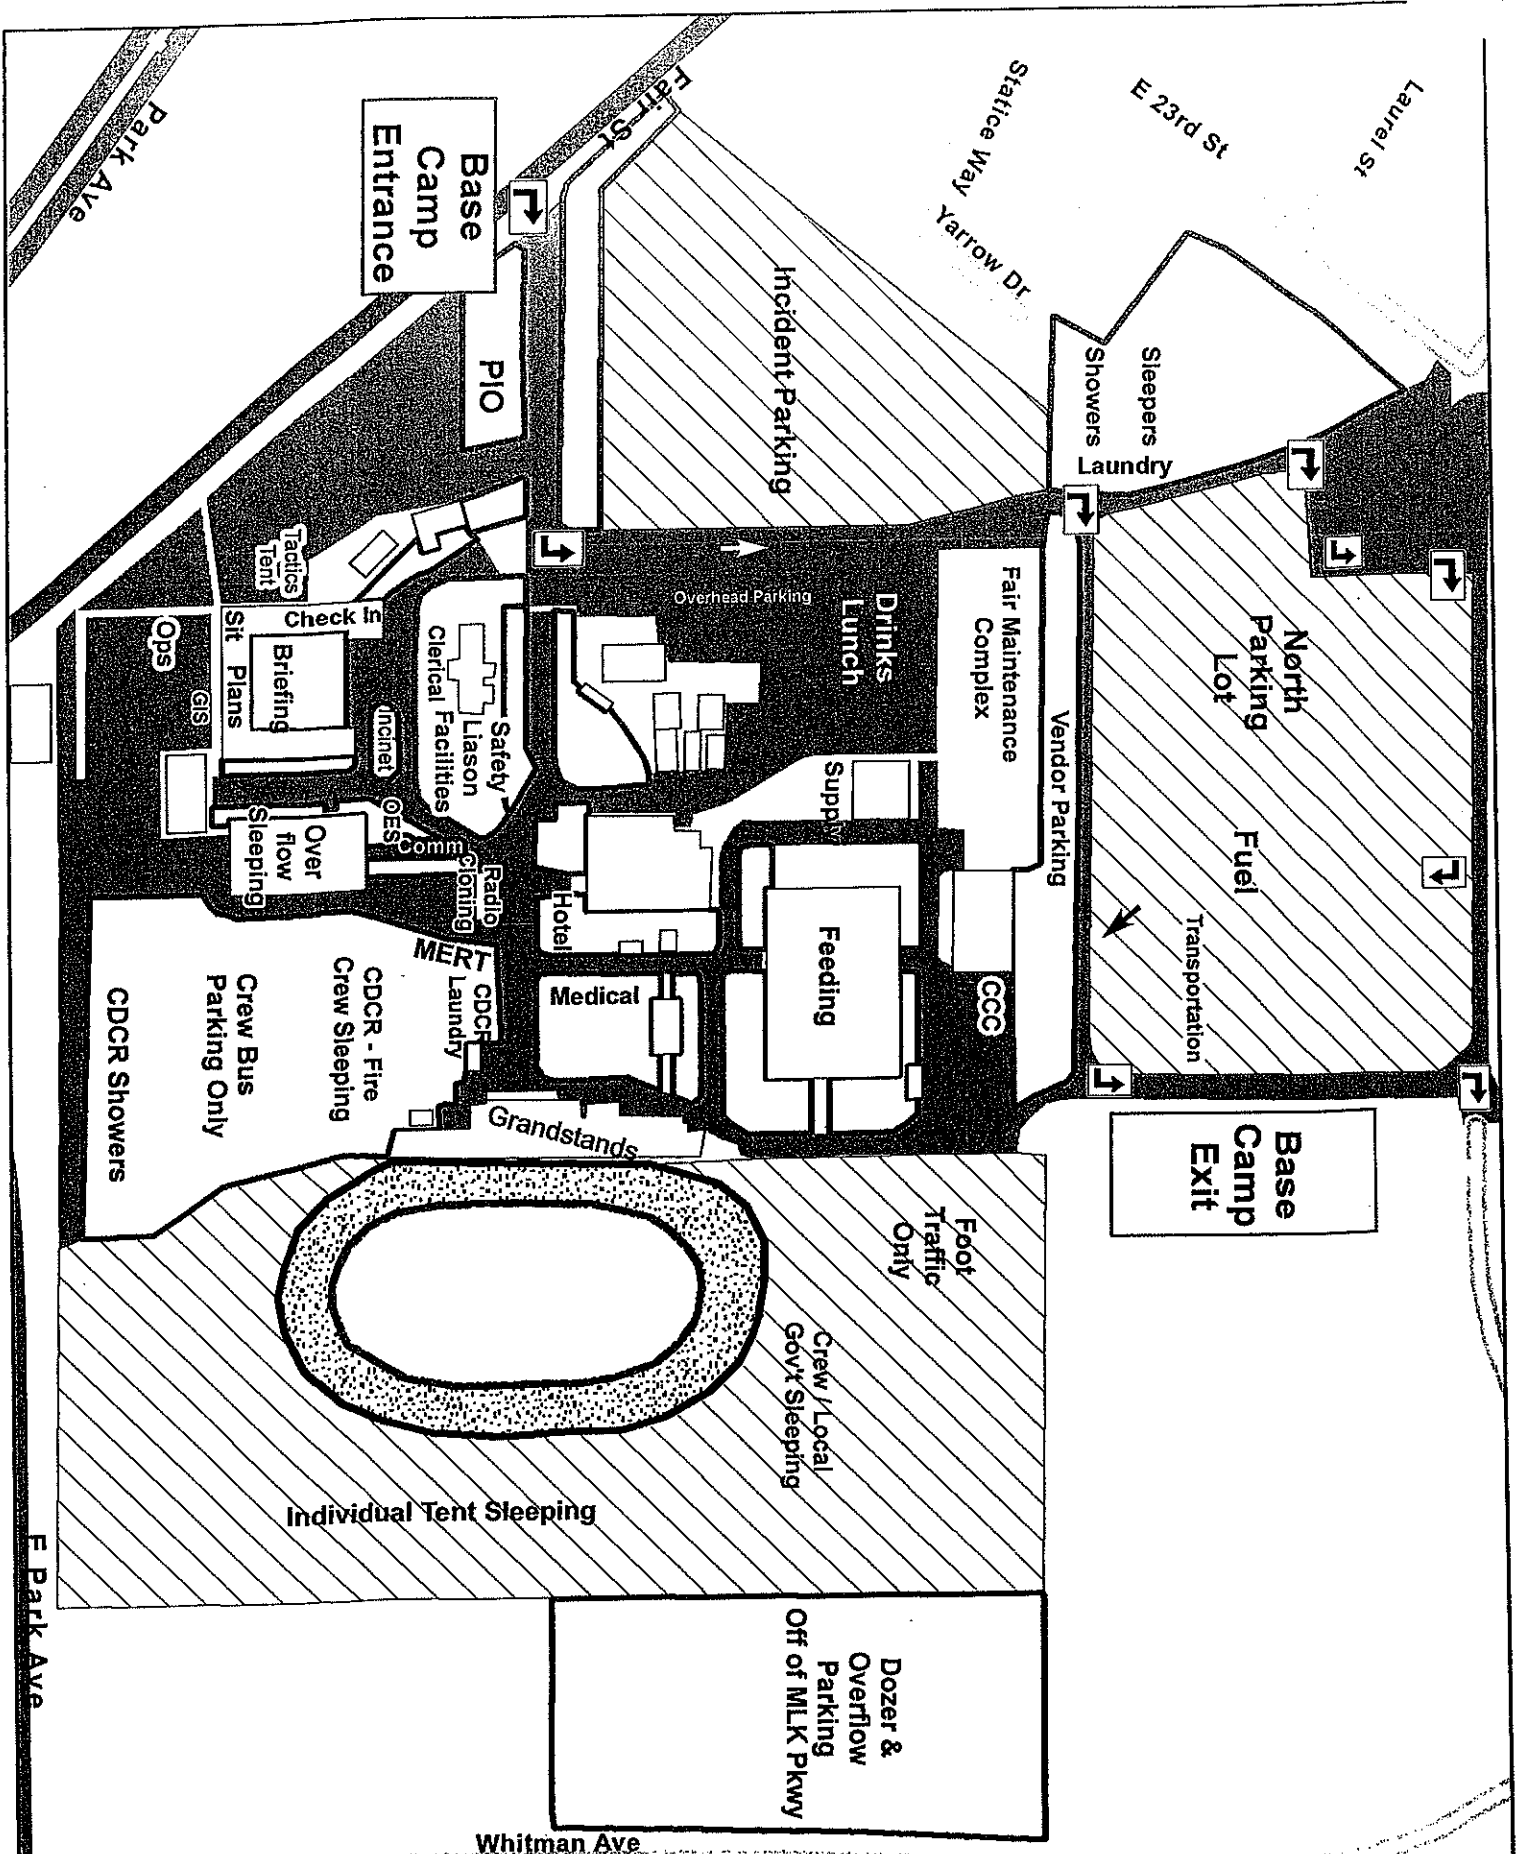 Laurel St
E 23rd St
Statice Way
Yarrow Dr
Fair St
Park Ave
Base
Camp
Entrance
PIO
Incident Parking
Sleepers
Showers
Laundry
North
Parking
Lot
Fuel
Transportation
Vendor Parking
Fair Maintenance
Complex
Drinks
Lunch
Overhead Parking
Supply
CCC
Feeding
Hotel
Medical
Safety
Liason
Facilities
Clerical
Tactics
Tent
Check In
Briefing
Sit Plans
Ops
GIS
Incinet
OES
Comm
Radio
Cloning
Over
flow
Sleeping
MERT
CDCR
Laundry
CDCR - Fire
Crew Sleeping
Crew Bus
Parking Only
CDCR Showers
Grandstands
Base
Camp
Exit
Foot
Traffic
Only
Crew / Local
Gov't Sleeping
Individual Tent Sleeping
Dozer &
Overflow
Parking
Off of MLK Pkwy
E Park Ave
Whitman Ave